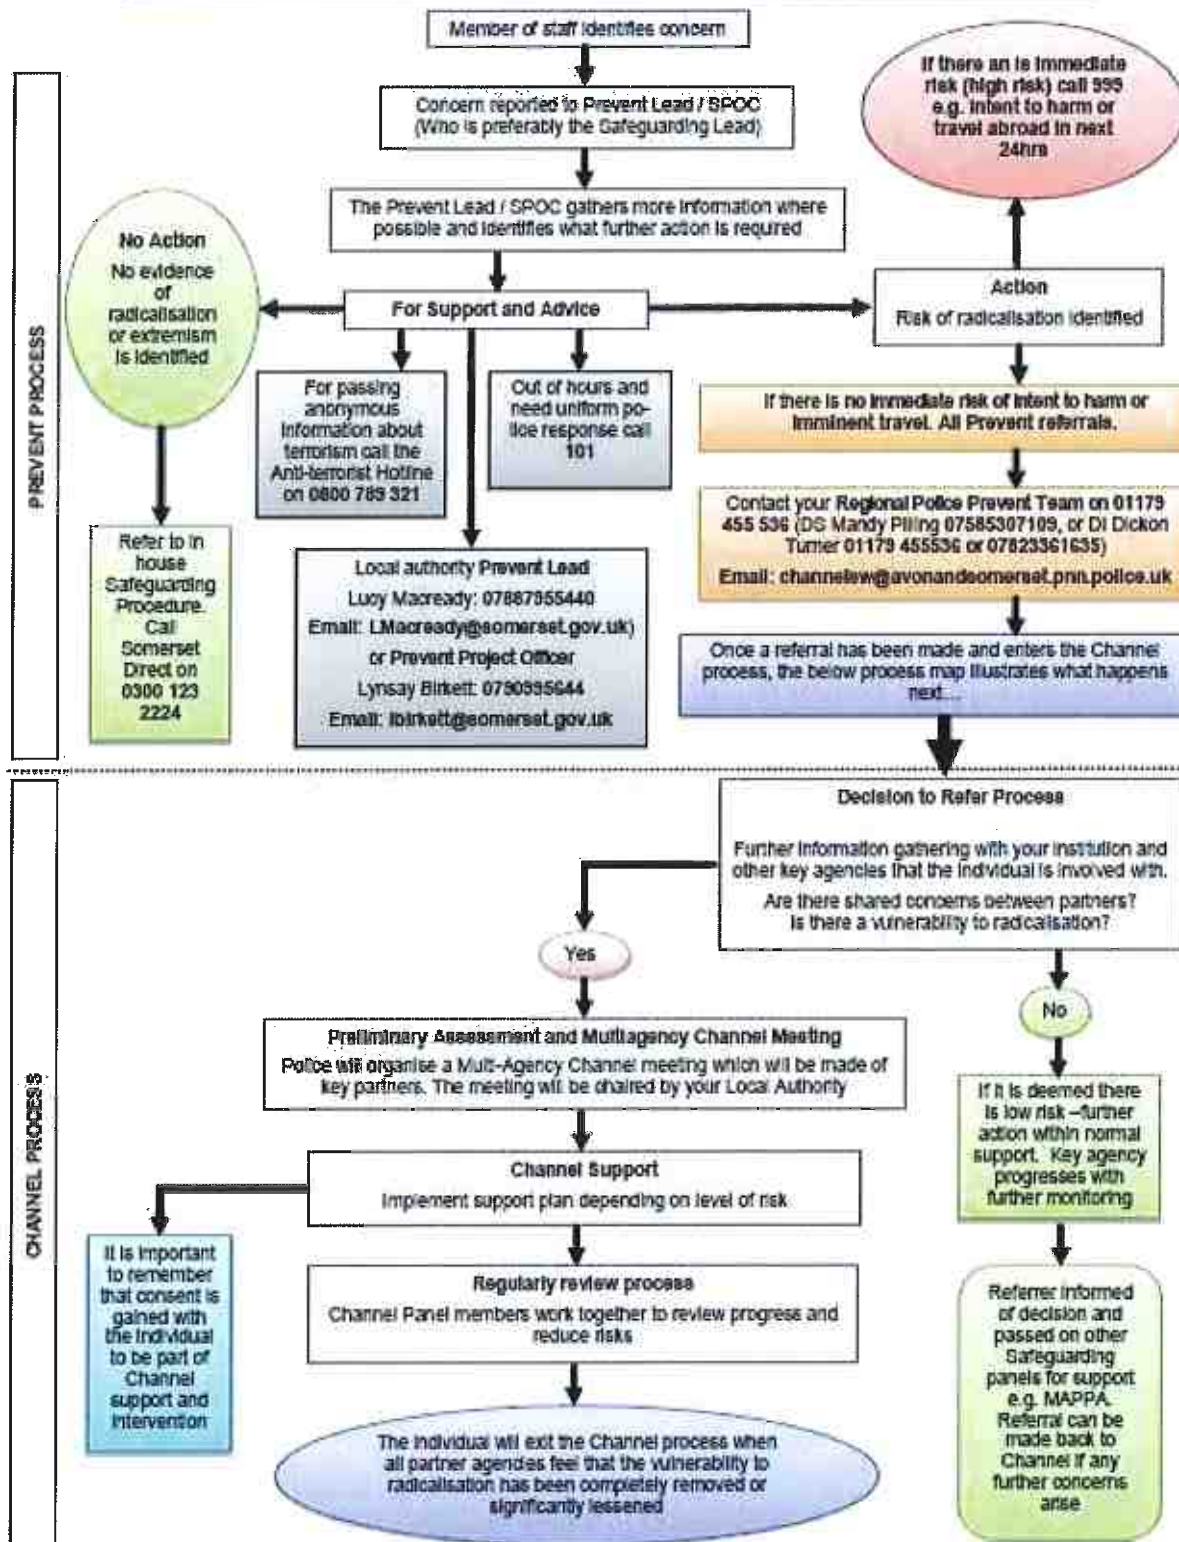 Member of staff identifies concern
If there an is immediate
risk (high risk) call 999
e.g. intent to harm or
travel abroad in next
24hrs
PREVENT PROCESS
Concern reported to Prevent Lead / SPOC
(Who is preferably the Safeguarding Lead)
The Prevent Lead / SPOC gathers more information where
possible and identifies what further action is required
No Action
No evidence
of
radicalisation
or extremism
is identified
For Support and Advice
Action
Risk of radicalisation identified
For passing
anonymous
information about
terrorism call the
Anti-terrorist Hotline
on 0800 789 321
Out of hours and
need uniform po-
lice response call
101
If there is no immediate risk of intent to harm or
imminent travel. All Prevent referrals.
Refer to in
house
Safeguarding
Procedure.
Call
Somerset
Direct on
0300 123
2224
Local authority Prevent Lead
Lucy Macready: 07887955440
Email: LMacready@somerset.gov.uk)
or Prevent Project Officer
Lynsay Birkett: 0790995644
Email: lbirkett@somerset.gov.uk
Contact your Regional Police Prevent Team on 01179
455 536 (DS Mandy Pilling 07585307109, or DI Dickon
Turner 01179 455536 or 07823361635)
Email: channelsw@avonandsomerset.pnn.police.uk
Once a referral has been made and enters the Channel
process, the below process map illustrates what happens
next....
CHANNEL PROCESS
Decision to Refer Process
Further information gathering with your institution and
other key agencies that the individual is involved with.
Are there shared concerns between partners?
Is there a vulnerability to radicalisation?
Yes
No
Preliminary Assessment and Multiagency Channel Meeting
Police will organise a Multi-Agency Channel meeting which will be made of
key partners. The meeting will be chaired by your Local Authority
If it is deemed there
is low risk –further
action within normal
support. Key agency
progresses with
further monitoring
Channel Support
Implement support plan depending on level of risk
It is important
to remember
that consent is
gained with
the individual
to be part of
Channel
support and
intervention
Regularly review process
Channel Panel members work together to review progress and
reduce risks
Referrer informed
of decision and
passed on other
Safeguarding
panels for support
e.g. MAPPA.
Referral can be
made back to
Channel if any
further concerns
arise
The individual will exit the Channel process when
all partner agencies feel that the vulnerability to
radicalisation has been completely removed or
significantly lessened